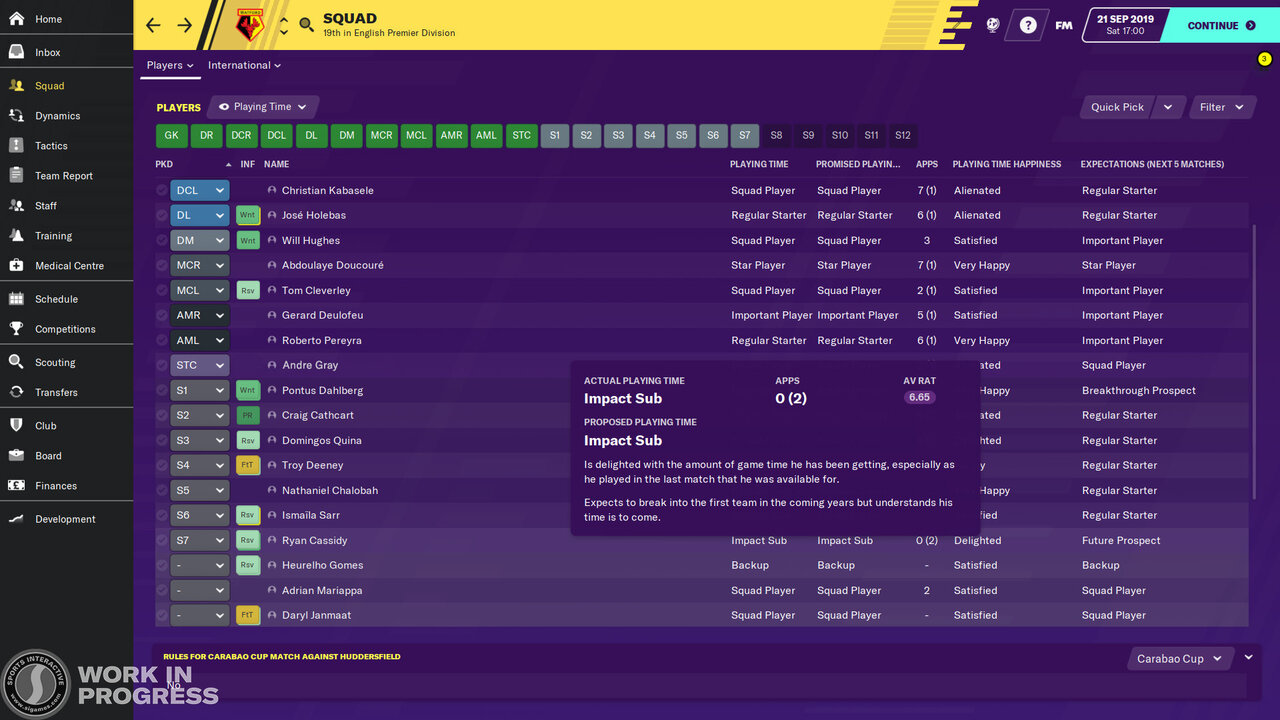 Home
Inbox
Squad
Dynamics
Tactics
Team Report
Staff
Training
Medical Centre
Schedule
Competitions
Scouting
Transfers
Club
Board
Finances
Development
WATFORD
SQUAD
19th in English Premier Division
? FM
21 SEP 2019
Sat 17:00
CONTINUE
3
Players International
PLAYERS Playing Time Quick Pick Filter
GK DR DCR DCL DL DM MCR MCL AMR AML STC S1 S2 S3 S4 S5 S6 S7 S8 S9 S10 S11 S12
PKD INF NAME PLAYING TIME PROMISED PLAYIN... APPS PLAYING TIME HAPPINESS EXPECTATIONS (NEXT 5 MATCHES)
DCL Christian Kabasele Squad Player Squad Player 7 (1) Alienated Regular Starter
DL Wnt José Holebas Regular Starter Regular Starter 6 (1) Alienated Regular Starter
DM Wnt Will Hughes Squad Player Squad Player 3 Satisfied Important Player
MCR Abdoulaye Doucouré Star Player Star Player 7 (1) Very Happy Star Player
MCL Rsv Tom Cleverley Squad Player Squad Player 2 (1) Satisfied Important Player
AMR Gerard Deulofeu Important Player Important Player 5 (1) Satisfied Important Player
AML Roberto Pereyra Regular Starter Regular Starter 6 (1) Very Happy Important Player
STC Andre Gray Squad Player
S1 Wnt Pontus Dahlberg Happy Breakthrough Prospect
S2 PR Craig Cathcart Regular Starter
S3 Rsv Domingos Quina Regular Starter
S4 FtT Troy Deeney Regular Starter
S5 Nathaniel Chalobah Happy Regular Starter
S6 Rsv Ismaïla Sarr Regular Starter
S7 Rsv Ryan Cassidy Impact Sub Impact Sub 0 (2) Delighted Future Prospect
- Rsv Heurelho Gomes Backup Backup - Satisfied Backup
- Adrian Mariappa Squad Player Squad Player 2 Satisfied Squad Player
- FtT Daryl Janmaat Squad Player Squad Player - Satisfied Squad Player
ACTUAL PLAYING TIME APPS AV RAT
Impact Sub 0 (2) 6.65
PROPOSED PLAYING TIME
Impact Sub
Is delighted with the amount of game time he has been getting, especially as
he played in the last match that he was available for.
Expects to break into the first team in the coming years but understands his
time is to come.
RULES FOR CARABAO CUP MATCH AGAINST HUDDERSFIELD Carabao Cup
No
SPORTS INTERACTIVE
www.sigames.com
WORK IN
PROGRESS